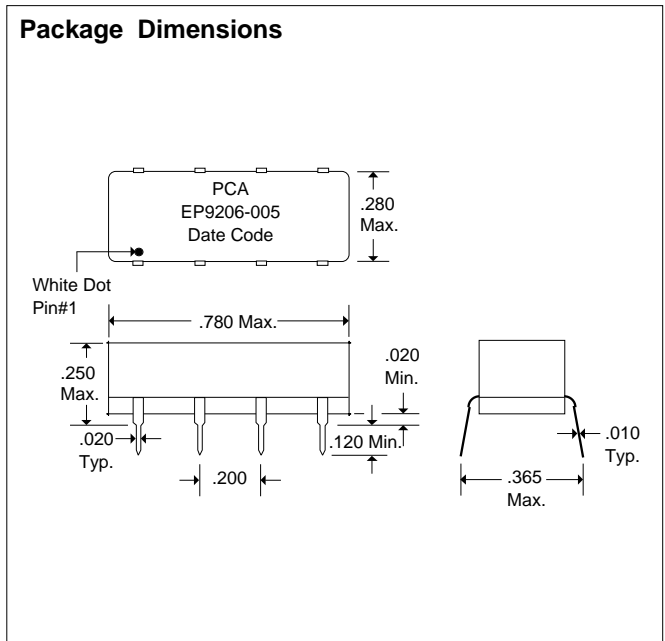 Package Dimensions
PCA
EP9206-005
Date Code
.280
Max.
White Dot
Pin#1
.780 Max.
.250
Max.
.020
Min.
.020
Typ.
.120 Min.
.200
.010
Typ.
.365
Max.